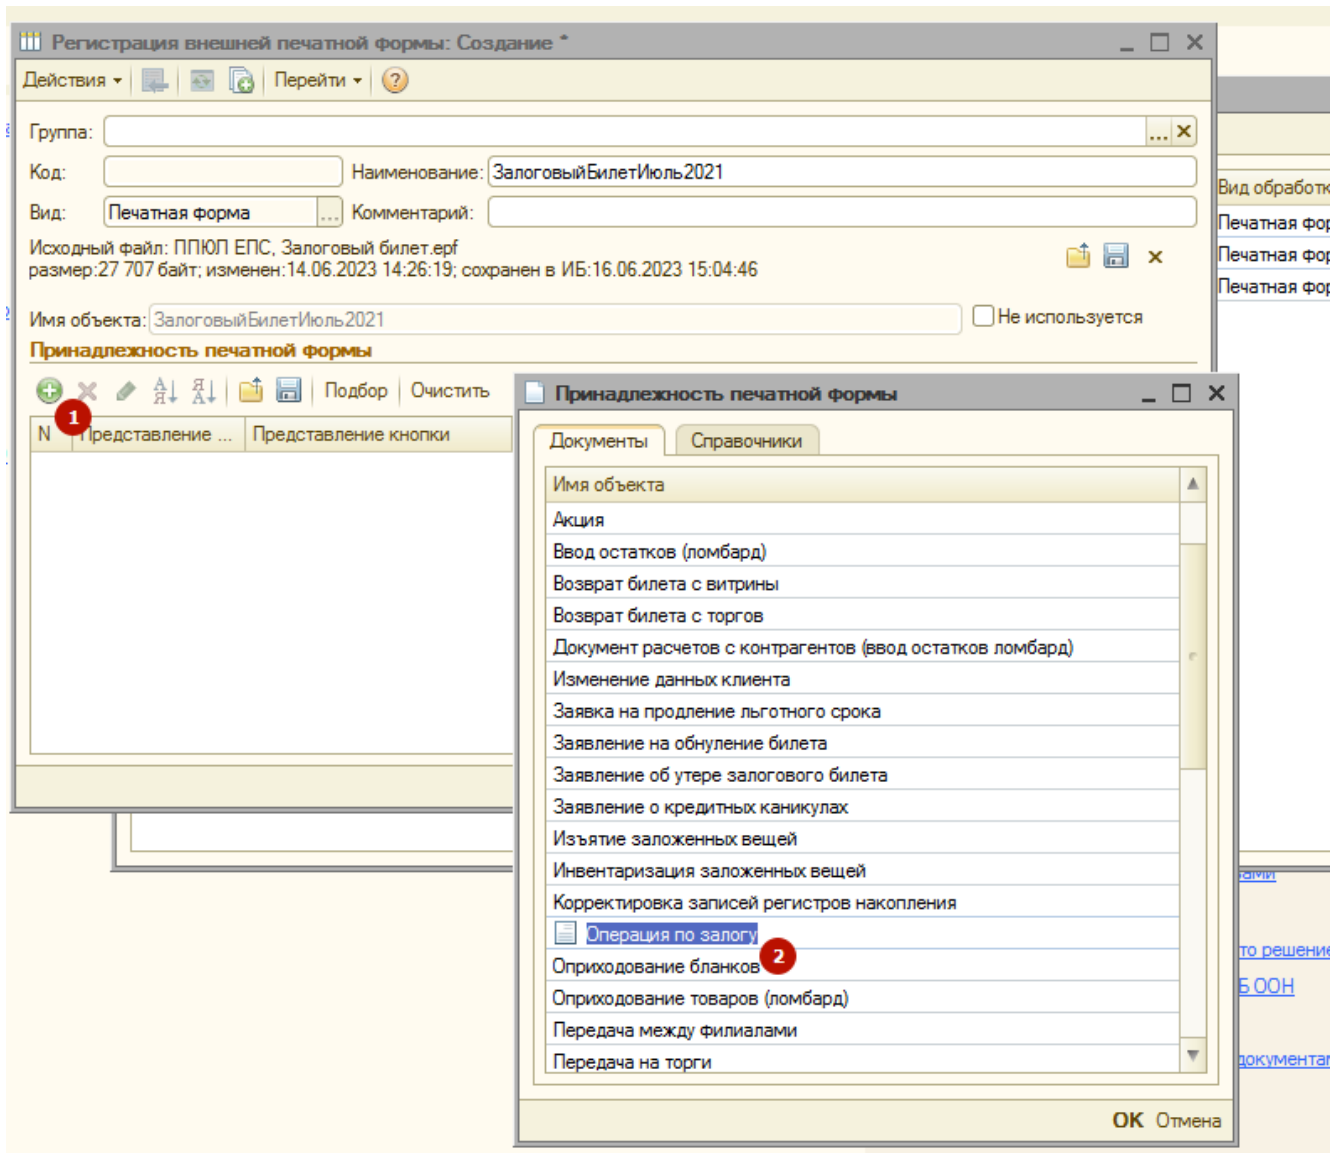 Регистрация внешней печатной формы: Создание *
Действия
Перейти
Группа:
Код:
Наименование: ЗалоговыйБилетИюль2021
Вид: Печатная форма ... Комментарий:
Исходный файл: ППЮЛ ЕПС, Залоговый билет.epf
размер:27 707 байт; изменен:14.06.2023 14:26:19; сохранен в ИБ:16.06.2023 15:04:46
Имя объекта: ЗалоговыйБилетИюль2021
Не используется
Принадлежность печатной формы
Подбор
Очистить
1
N
Представление ...
Представление кнопки
Вид обработк
Печатная фор
Печатная фор
Печатная фор
Принадлежность печатной формы
Документы
Справочники
Имя объекта
Акция
Ввод остатков (ломбард)
Возврат билета с витрины
Возврат билета с торгов
Документ расчетов с контрагентов (ввод остатков ломбард)
Изменение данных клиента
Заявка на продление льготного срока
Заявление на обнуление билета
Заявление об утере залогового билета
Заявление о кредитных каникулах
Изъятие заложенных вещей
Инвентаризация заложенных вещей
Корректировка записей регистров накопления
Операция по залогу
2
Оприходование бланков
Оприходование товаров (ломбард)
Передача между филиалами
Передача на торги
OK
Отмена
то решение
Б ООН
документам